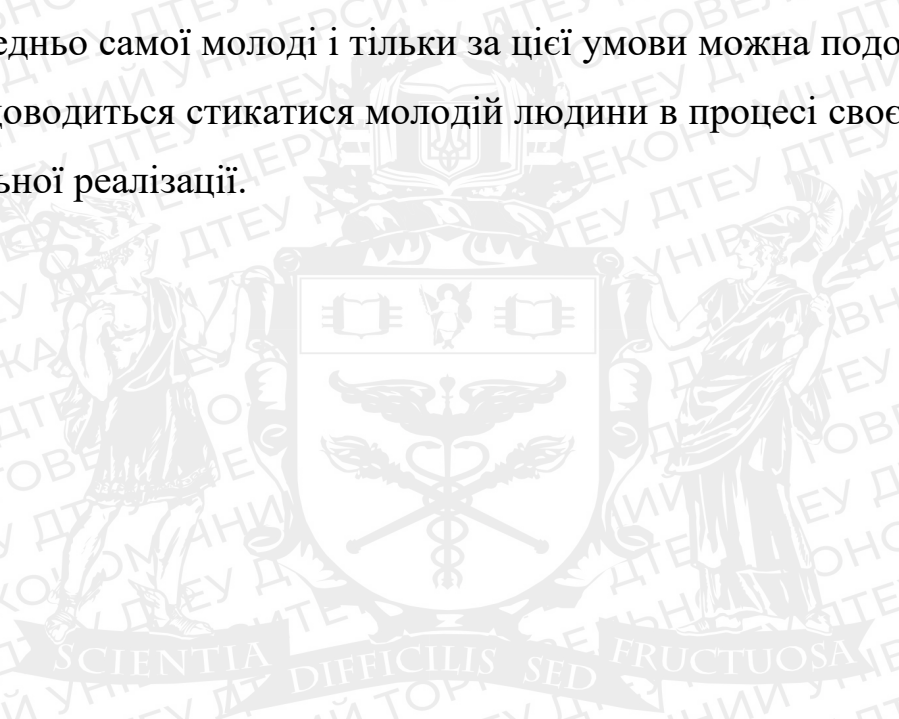 едньо самої молоді і тільки за цієї умови можна подо
доводиться стикатися молодій людини в процесі своє
ьної реалізації.
SCIENTIA DIFFICILIS SED FRUCTUOSA